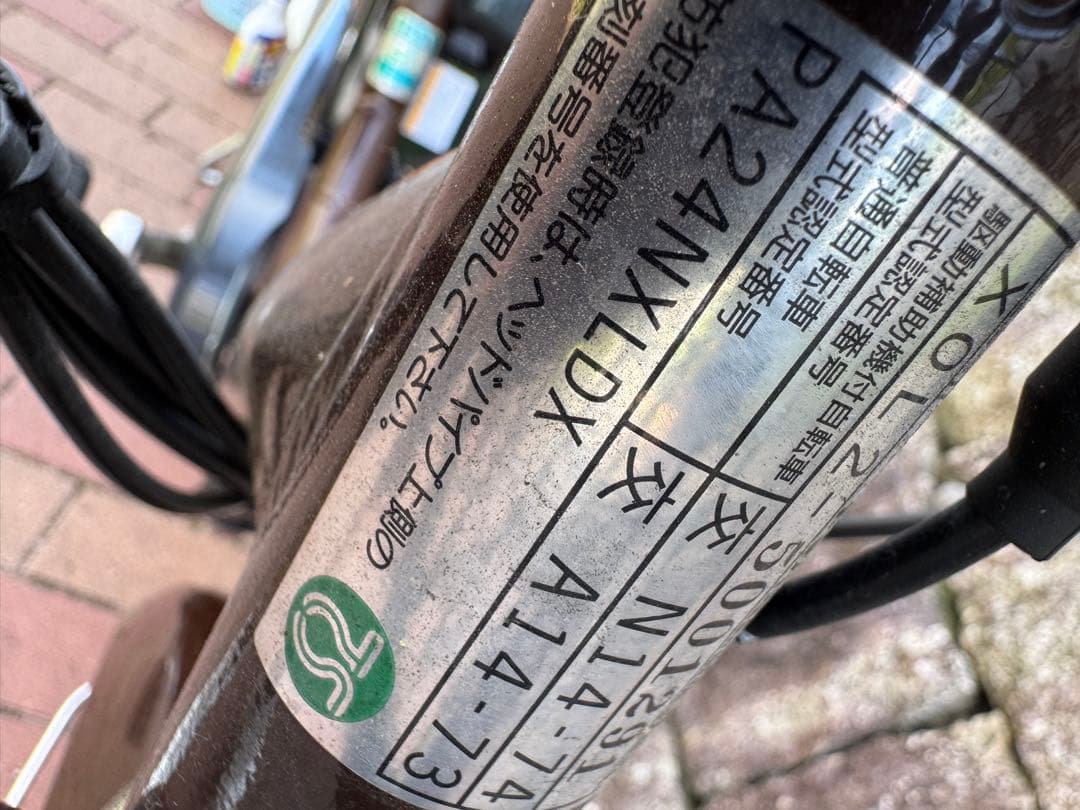 XOL2-5001291
駆動補助機付自転車
型式認定番号
交 N14-74
普通自転車
型式認定番号
交 A14-73
PA24NXLDX
犯登録時は、ヘッドパイプ上側の
刻番号を使用して下さい。